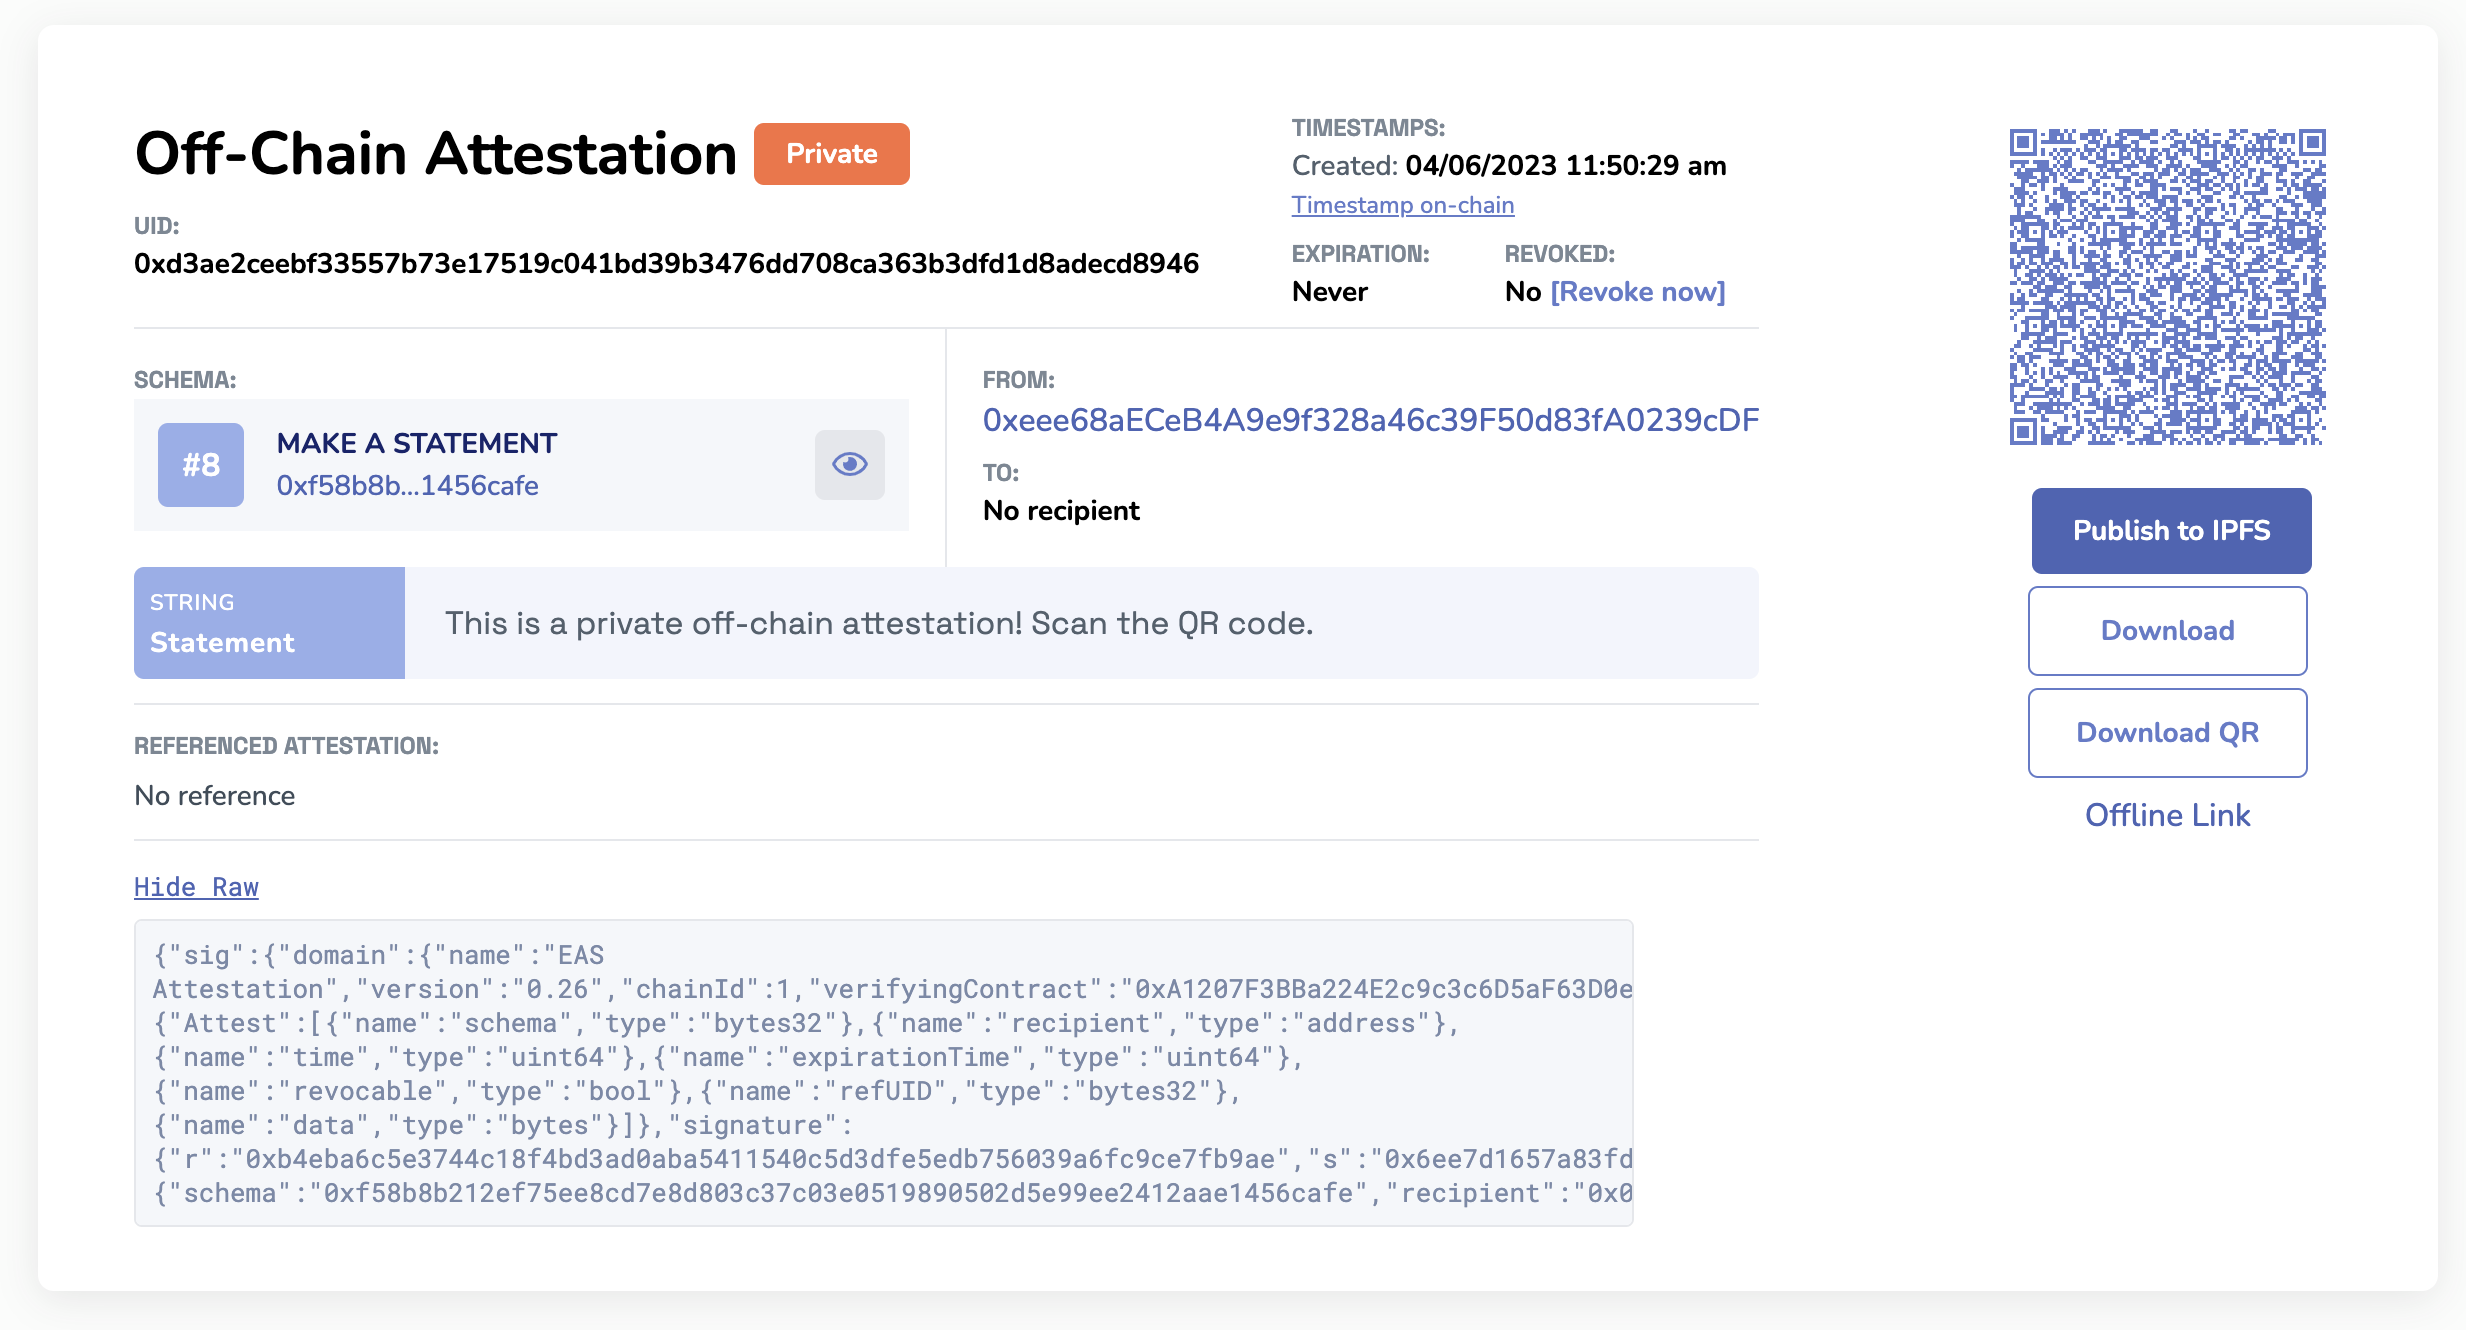 Off-Chain Attestation
Private
UID:
0xd3ae2ceebf33557b73e17519c041bd39b3476dd708ca363b3dfd1d8adecd8946
TIMESTAMPS:
Created: 04/06/2023 11:50:29 am
Timestamp on-chain
EXPIRATION:
Never
REVOKED:
No [Revoke now]
SCHEMA:
#8
MAKE A STATEMENT
0xf58b8b...1456cafe
FROM:
0xeee68aECeB4A9e9f328a46c39F50d83fA0239cDF
TO:
No recipient
STRING
Statement
This is a private off-chain attestation! Scan the QR code.
REFERENCED ATTESTATION:
No reference
Hide Raw
{"sig":{"domain":{"name":"EAS
Attestation","version":"0.26","chainId":1,"verifyingContract":"0xA1207F3BBa224E2c9c3c6D5aF63D0e
{"Attest":[{"name":"schema","type":"bytes32"},{"name":"recipient","type":"address"},
{"name":"time","type":"uint64"},{"name":"expirationTime","type":"uint64"},
{"name":"revocable","type":"bool"},{"name":"refUID","type":"bytes32"},
{"name":"data","type":"bytes"}]},"signature":
{"r":"0xb4eba6c5e3744c18f4bd3ad0aba5411540c5d3dfe5edb756039a6fc9ce7fb9ae","s":"0x6ee7d1657a83fd
{"schema":"0xf58b8b212ef75ee8cd7e8d803c37c03e0519890502d5e99ee2412aae1456cafe","recipient":"0x0
Publish to IPFS
Download
Download QR
Offline Link